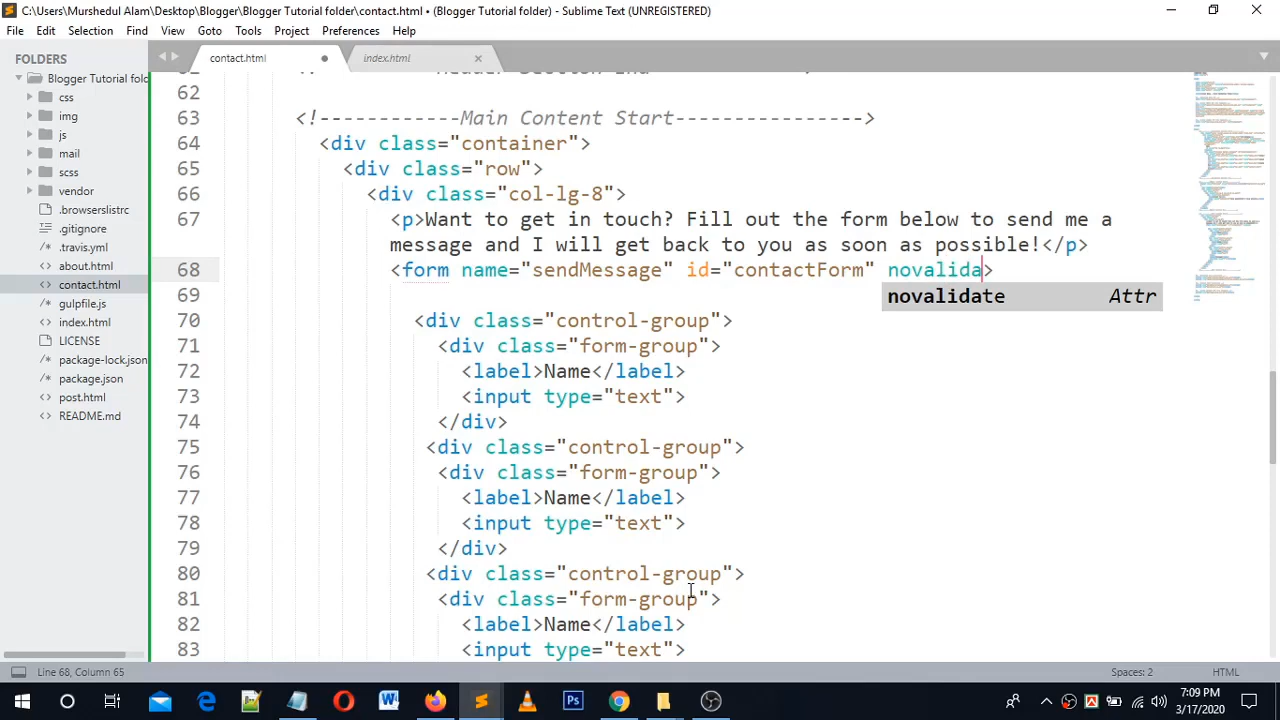 C:\Users\Murshedul Alam\Desktop\Blogger\Blogger Tutorial folder\contact.html • (Blogger Tutorial folder) - Sublime Text (UNREGISTERED)
File Edit Selection Find View Goto Tools Project Preferences Help
FOLDERS
Blogger Tutorial fold
css
img
js
mail
scss
vendor
.browserslistrc
.gitignore
.travis.yml
about.html
contact.html
gulpfile.js
index.html
LICENSE
package-lock.json
package.json
post.html
README.md
contact.html
index.html
62
63 <!------------Main Content Start---------------->
64 <div class="container">
65 <div class="row">
66 <div class="col-lg-8">
67 <p>Want to get in touch? Fill out the form below to send me a
message and I will get back to you as soon as possible!</p>
68 <form name="sendMessage" id="contactForm" novalida>
novalidate Attr
69
70 <div class="control-group">
71 <div class="form-group">
72 <label>Name</label>
73 <input type="text">
74 </div>
75 <div class="control-group">
76 <div class="form-group">
77 <label>Name</label>
78 <input type="text">
79 </div>
80 <div class="control-group">
81 <div class="form-group">
82 <label>Name</label>
83 <input type="text">
Line 68, Column 65
Spaces: 2
HTML
7:09 PM
3/17/2020